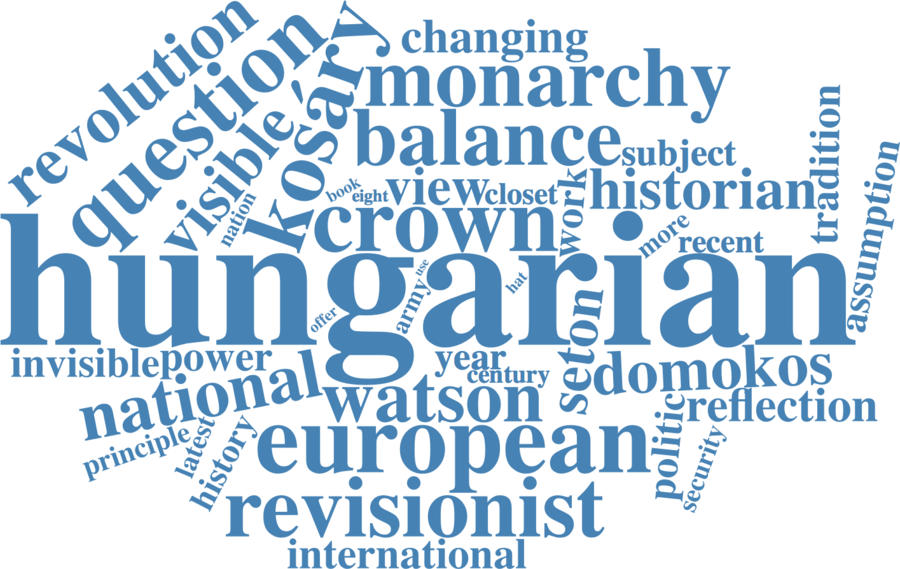 revolution
question
visible
kosáry
changing
monarchy
balance
subject
tradition
nation
book
eight
view
closet
work
historian
crown
more
recent
assumption
hungarian
offer
army
use
hat
invisible
power
year
century
seton
domokos
national
watson
reflection
principle
latest
history
european
politic
security
revisionist
international